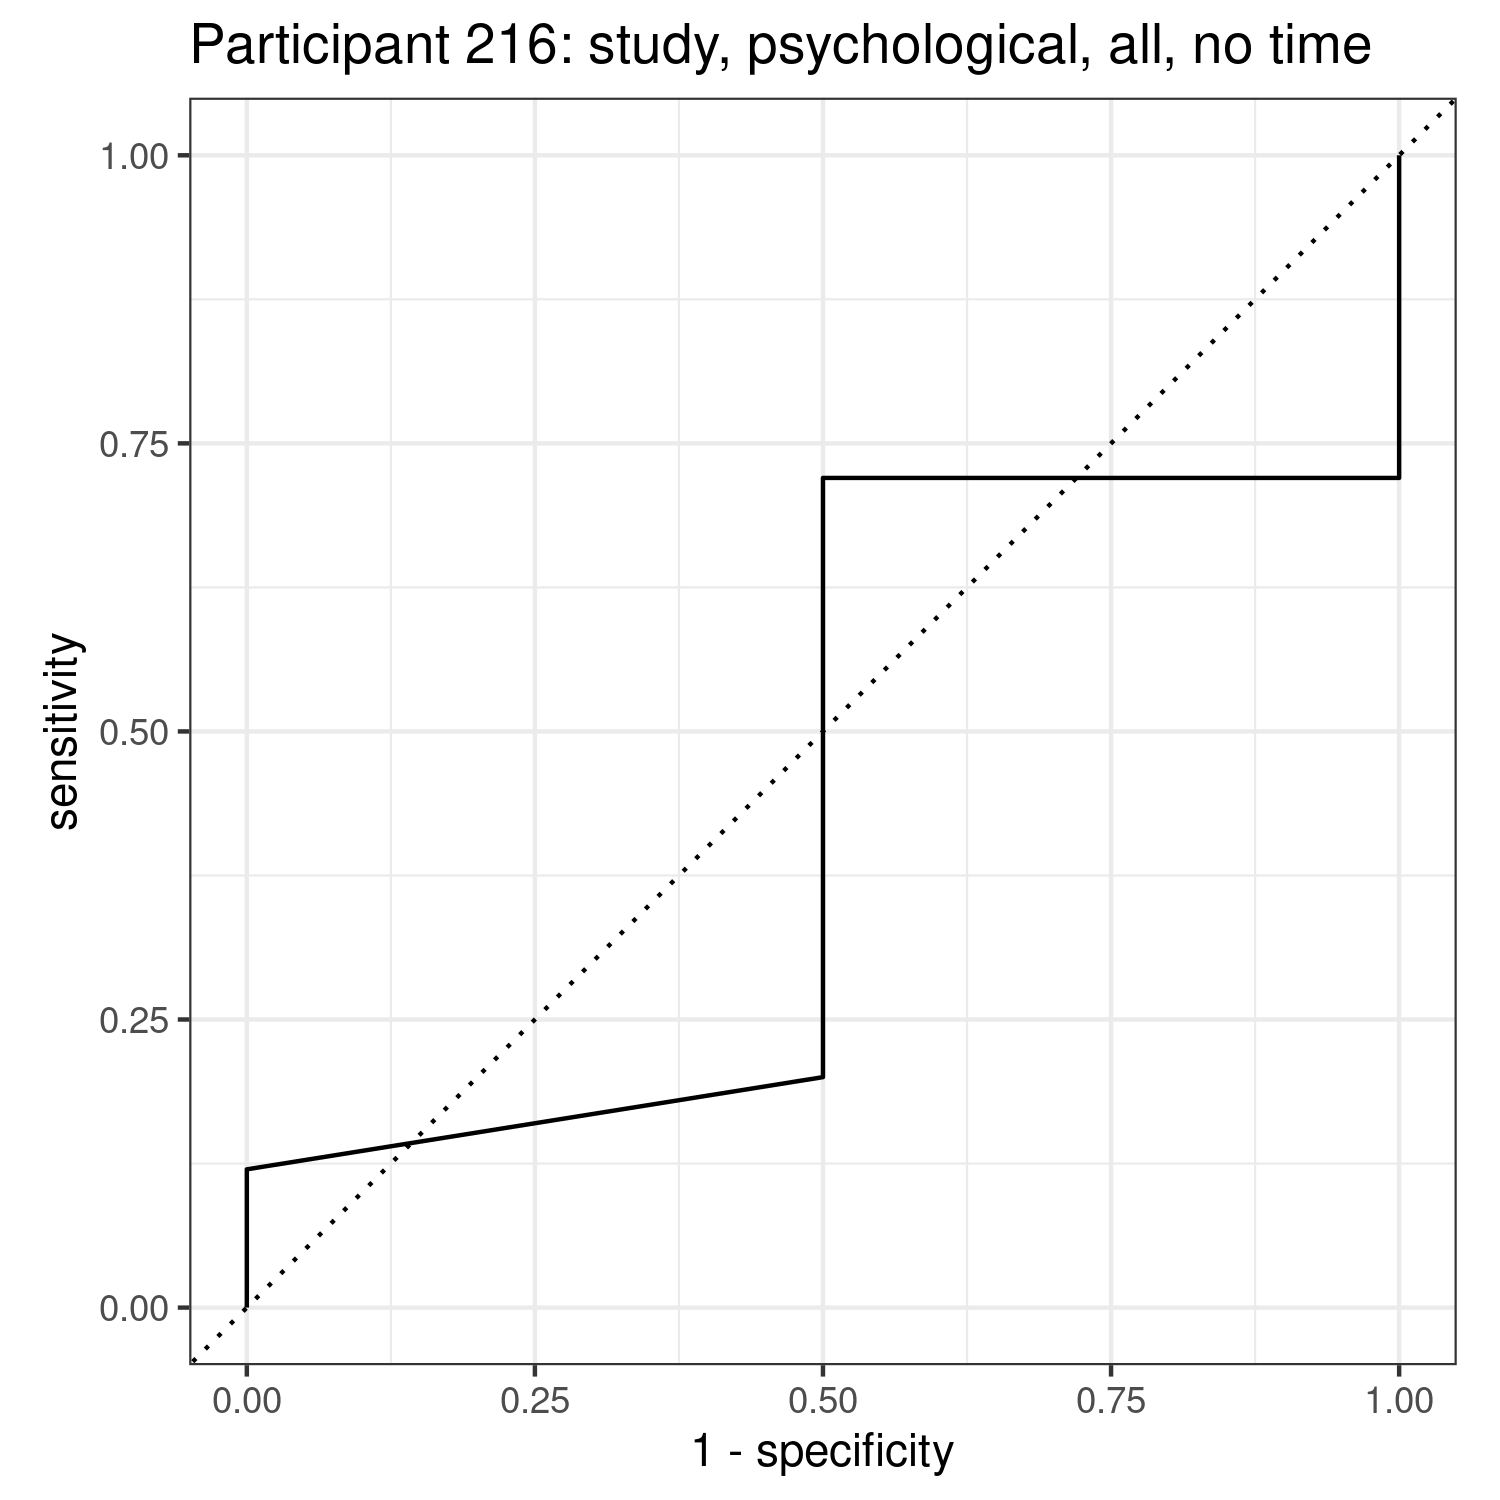 Participant 216: study, psychological, all, no time
1.00
0.75
0.50
0.25
0.00
sensitivity
0.00 0.25 0.50 0.75 1.00
1 - specificity